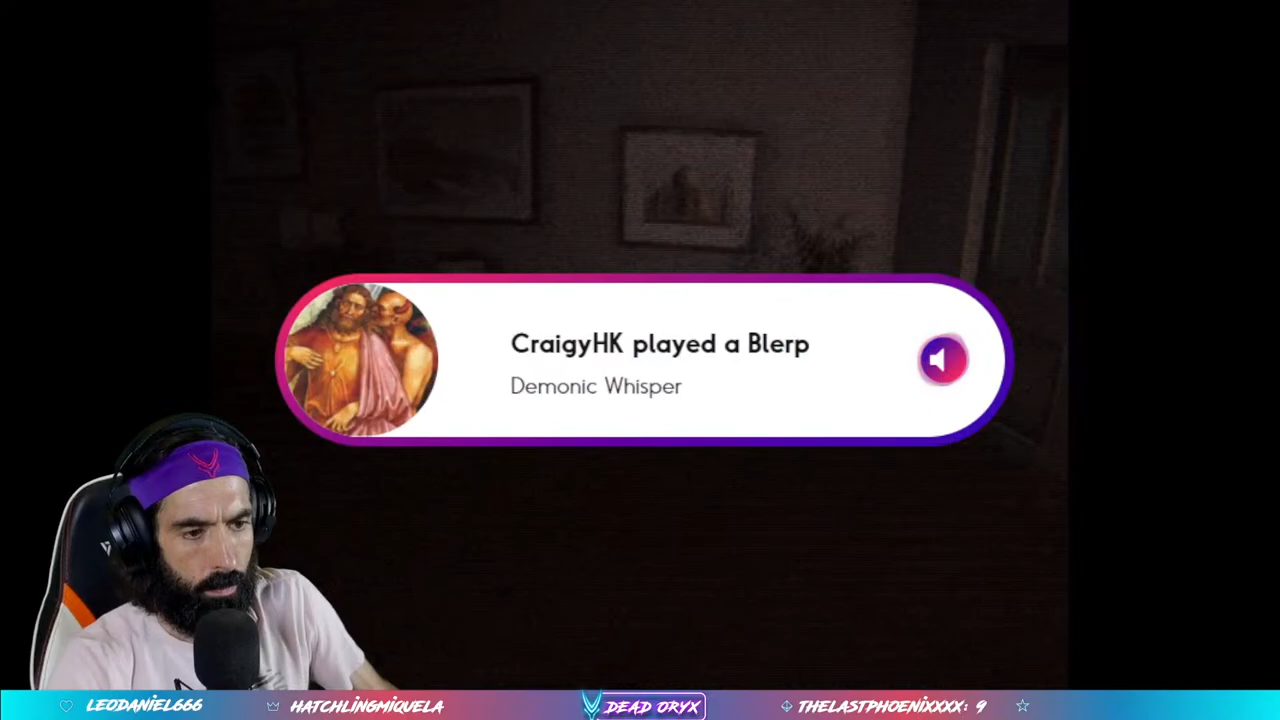 CraigyHK played a Blerp
Demonic Whisper
LEODANIEL666
HATCHLINGMIQUELA
DEAD ORYX
THELASTPHOENIXXXX: 9